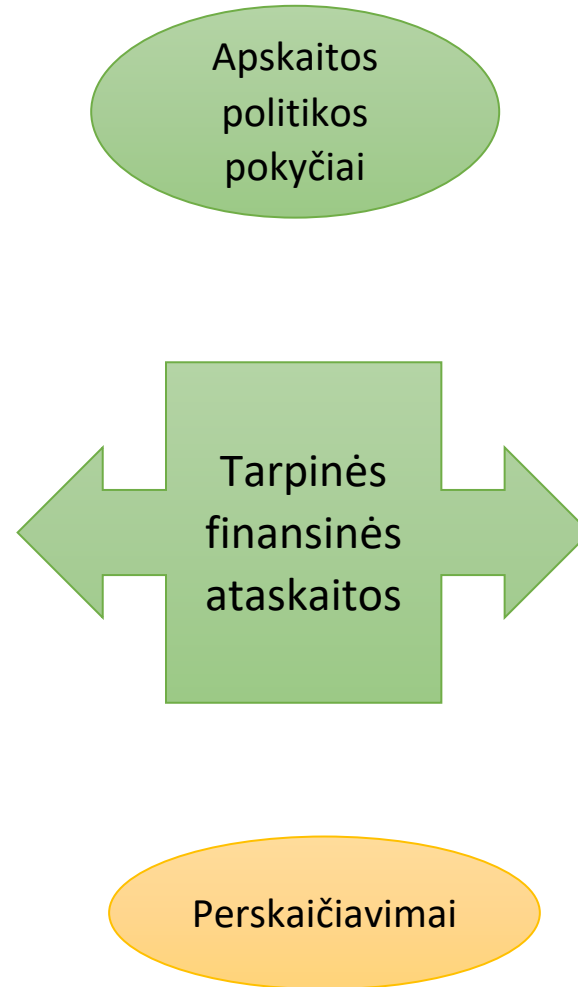 Apskaitos
politikos
pokyčiai
Tarpinės
finansinės
ataskaitos
Perskaičiavimai